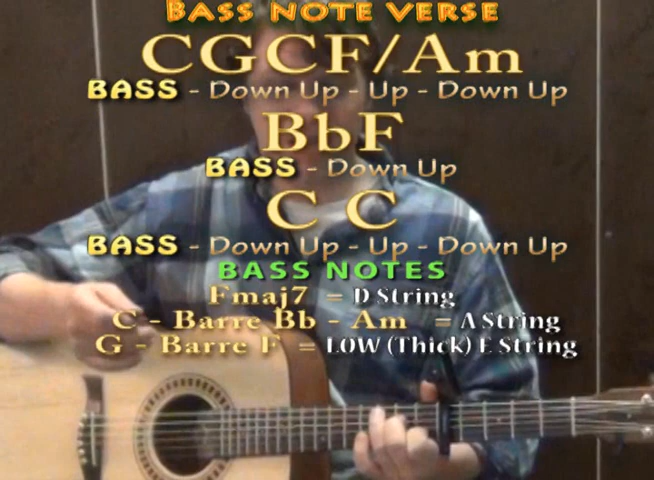 BASS NOTE VERSE
CGCF/Am
BASS - Down Up - Up - Down Up
BbF
BASS - Down Up
C C
BASS - Down Up - Up - Down Up
BASS NOTES
Fmaj7 = D String
C - Barre Bb - Am = A String
G - Barre F = LOW (Thick) E String